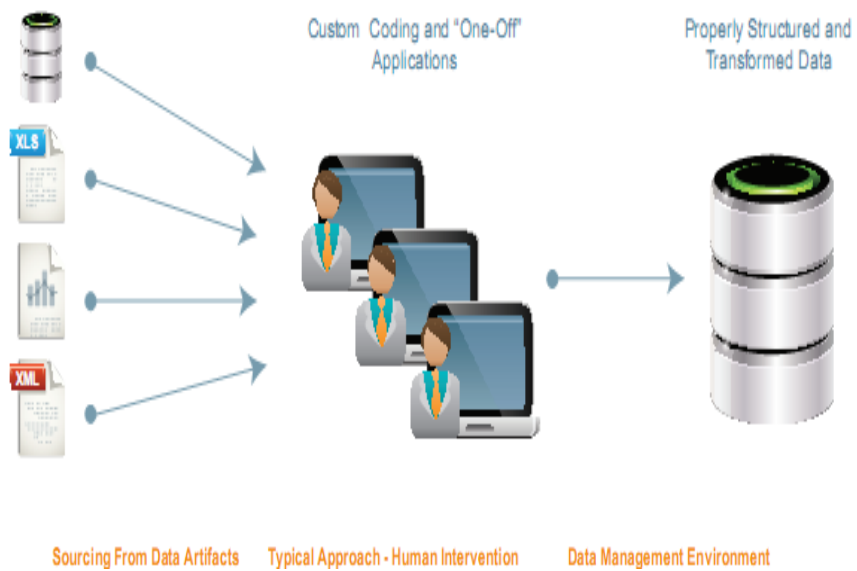 Custom Coding and "One-Off"
Applications
Properly Structured and
Transformed Data
XLS
XML
Sourcing From Data Artifacts
Typical Approach - Human Intervention
Data Management Environment